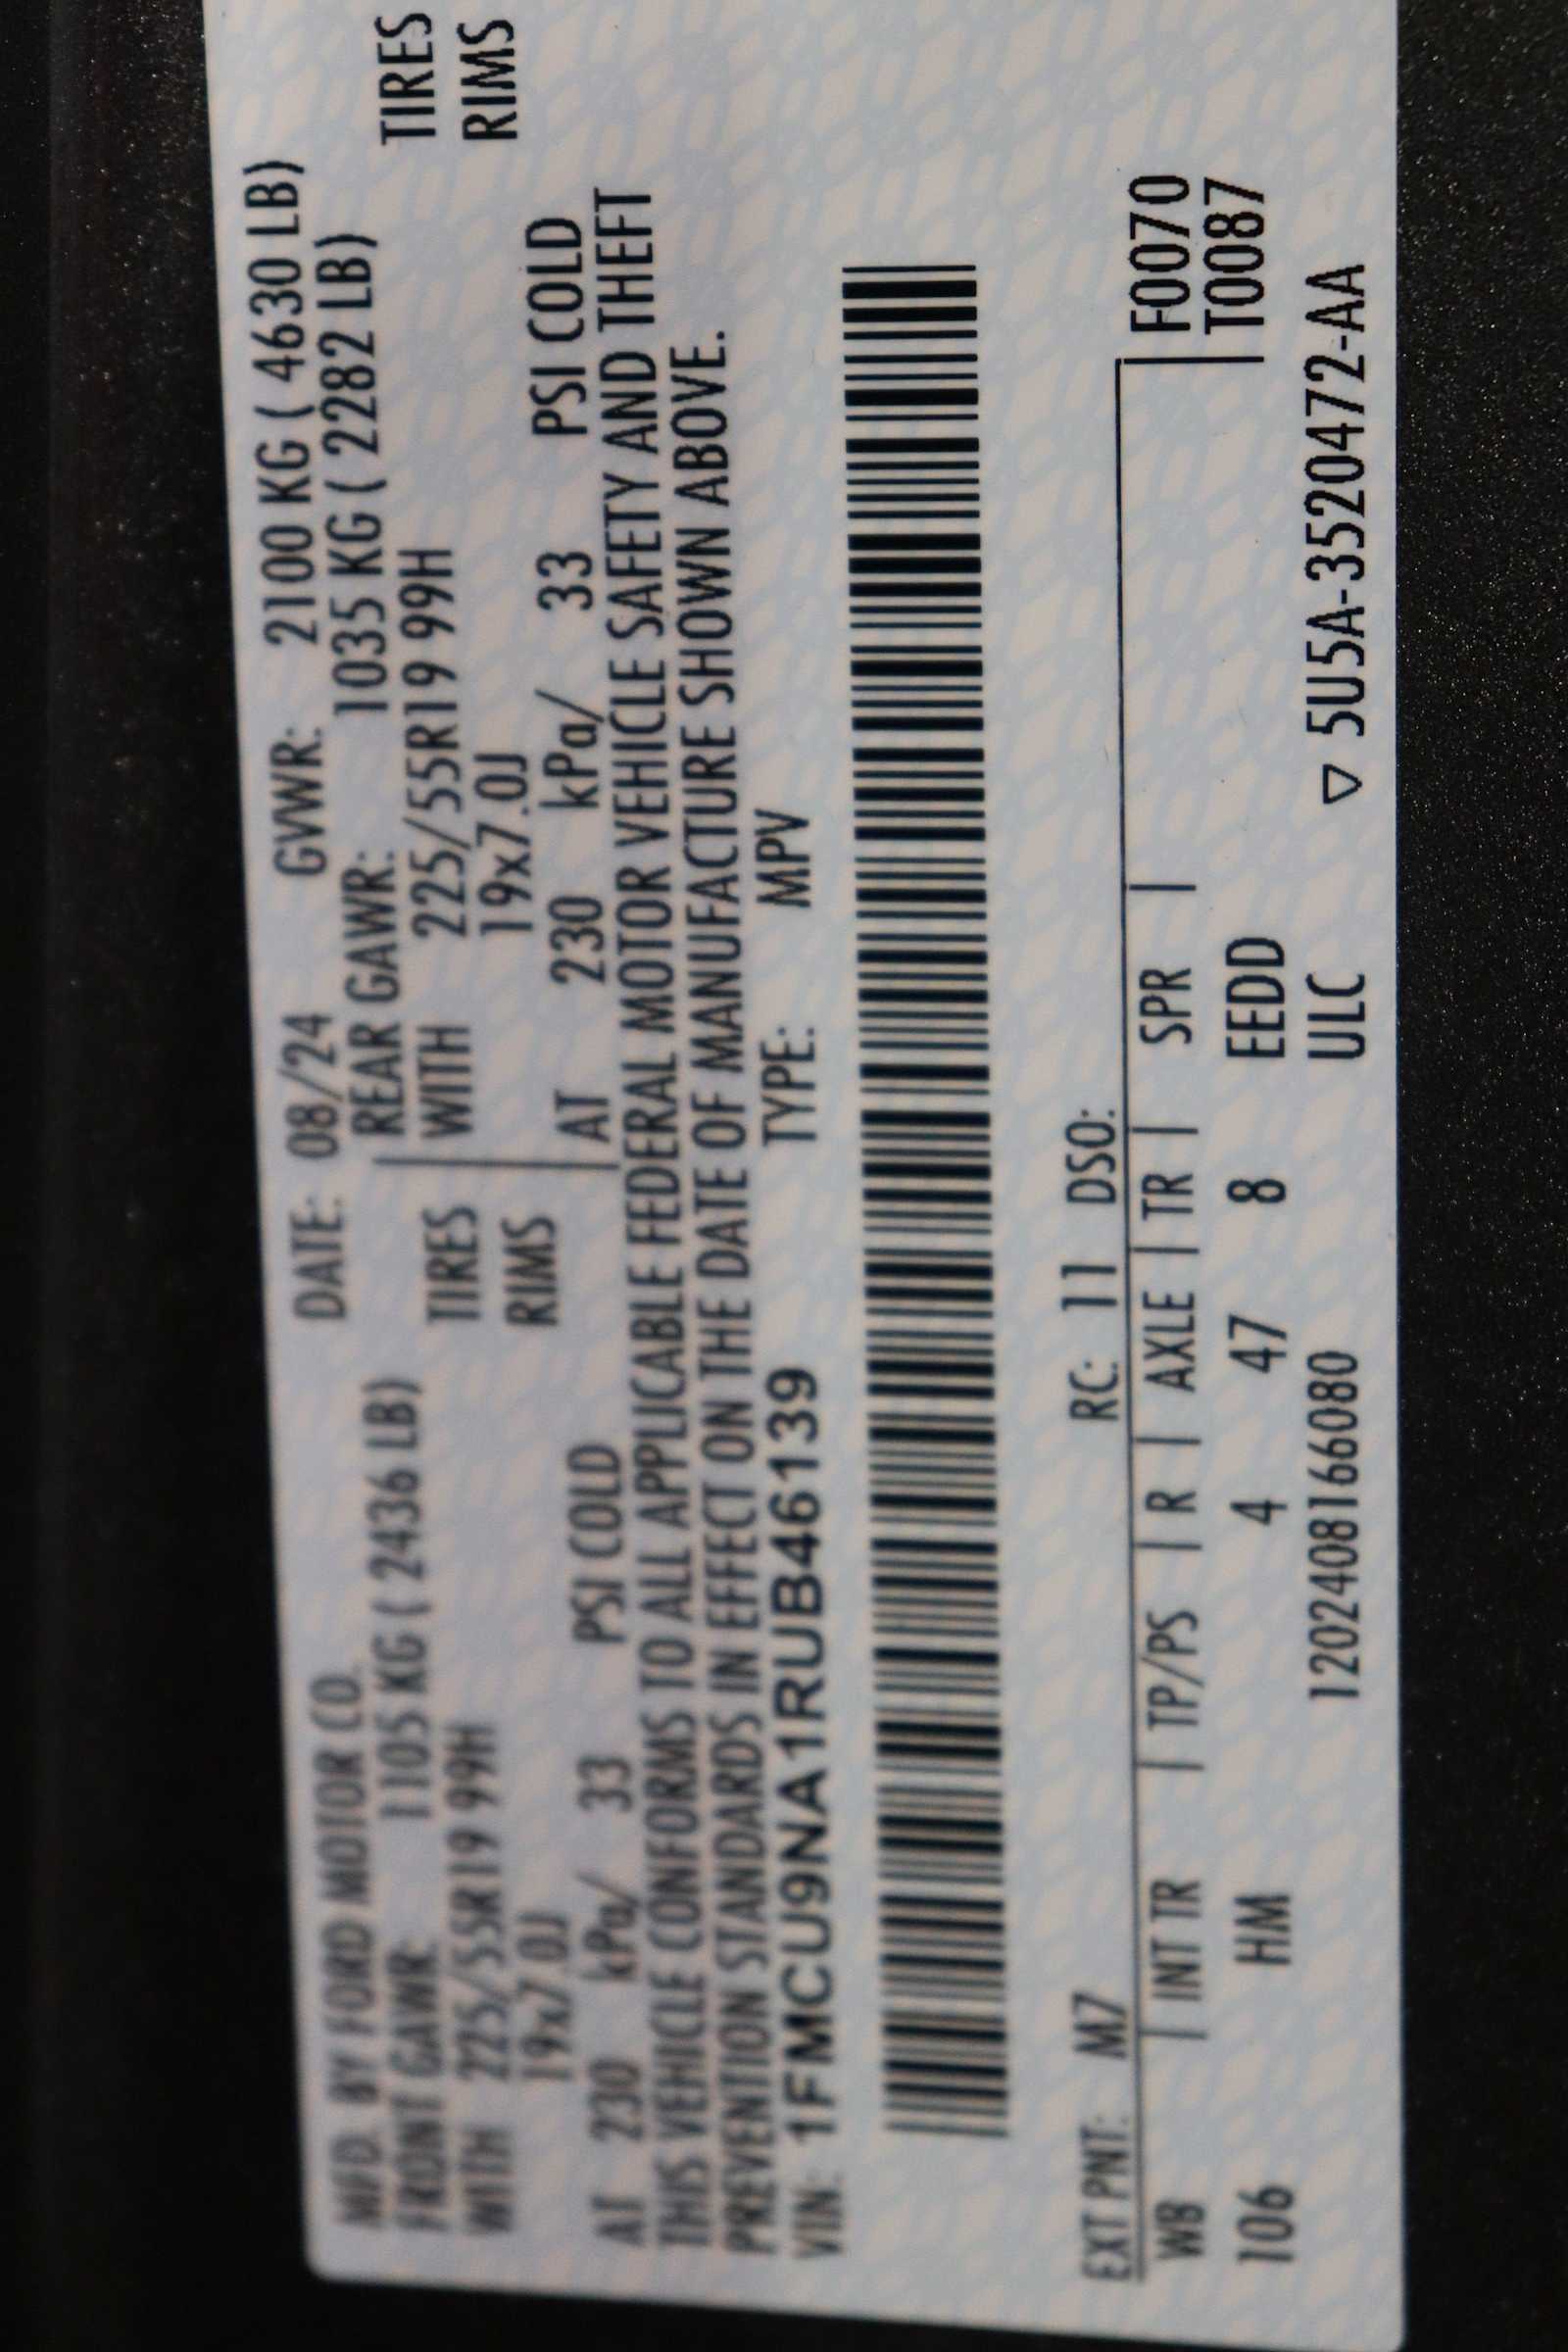 MFD. BY FORD MOTOR CO. DATE: 08/24 GVWR: 2100 KG ( 4630 LB)
FRONT GAWR: 1105 KG ( 2436 LB) REAR GAWR: 1035 KG ( 2282 LB)
WITH 225/55R19 99H TIRES WITH 225/55R19 99H TIRES
19x7.0J RIMS 19x7.0J RIMS
AT 230 kPa/ 33 PSI COLD AT 230 kPa/ 33 PSI COLD
THIS VEHICLE CONFORMS TO ALL APPLICABLE FEDERAL MOTOR VEHICLE SAFETY AND THEFT
PREVENTION STANDARDS IN EFFECT ON THE DATE OF MANUFACTURE SHOWN ABOVE.
VIN: 1FMCU9NA1RUB46139 TYPE: MPV
EXT PNT: M7 RC: 11 DSO:
WB | INT TR | TP/PS | R | AXLE | TR | SPR | F0070
106 HM 4 47 8 EEDD T0087
120240816​6080 ULC ▽ 5U5A-3520472-AA